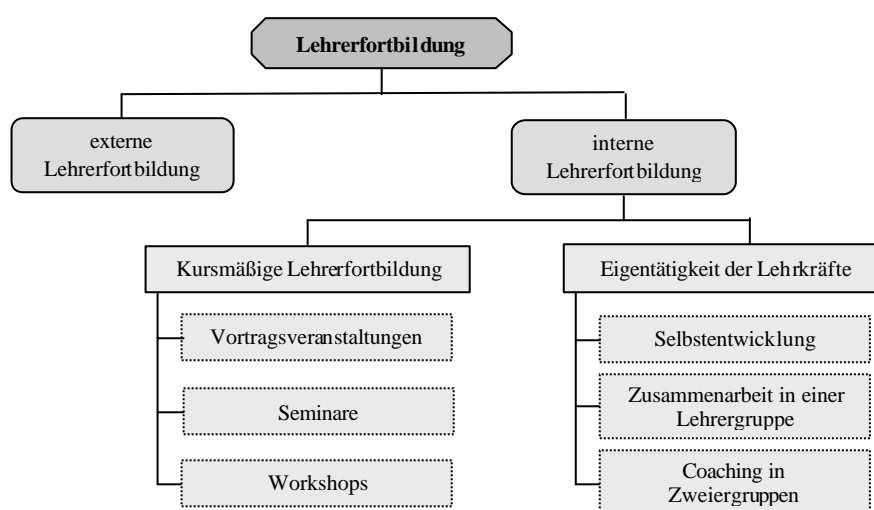 Lehrerfortbildung
externe
Lehrerfortbildung
interne
Lehrerfortbildung
Kursmäßige Lehrerfortbildung
Vortragsveranstaltungen
Seminare
Workshops
Eigentätigkeit der Lehrkräfte
Selbstentwicklung
Zusammenarbeit in einer
Lehrergruppe
Coaching in
Zweiergruppen